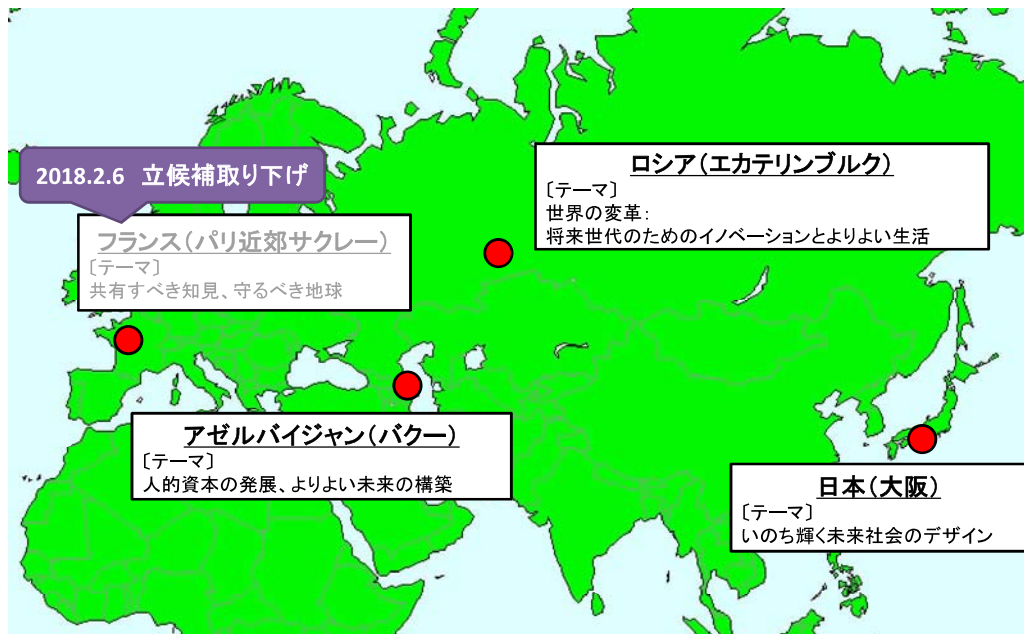 2018.2.6 立候補取り下げ
フランス（パリ近郊サクレー）
〔テーマ〕
共有すべき知見、守るべき地球
ロシア（エカテリンブルク）
〔テーマ〕
世界の変革：
将来世代のためのイノベーションとよりよい生活
アゼルバイジャン（バクー）
〔テーマ〕
人的資本の発展、よりよい未来の構築
日本（大阪）
〔テーマ〕
いのち輝く未来社会のデザイン